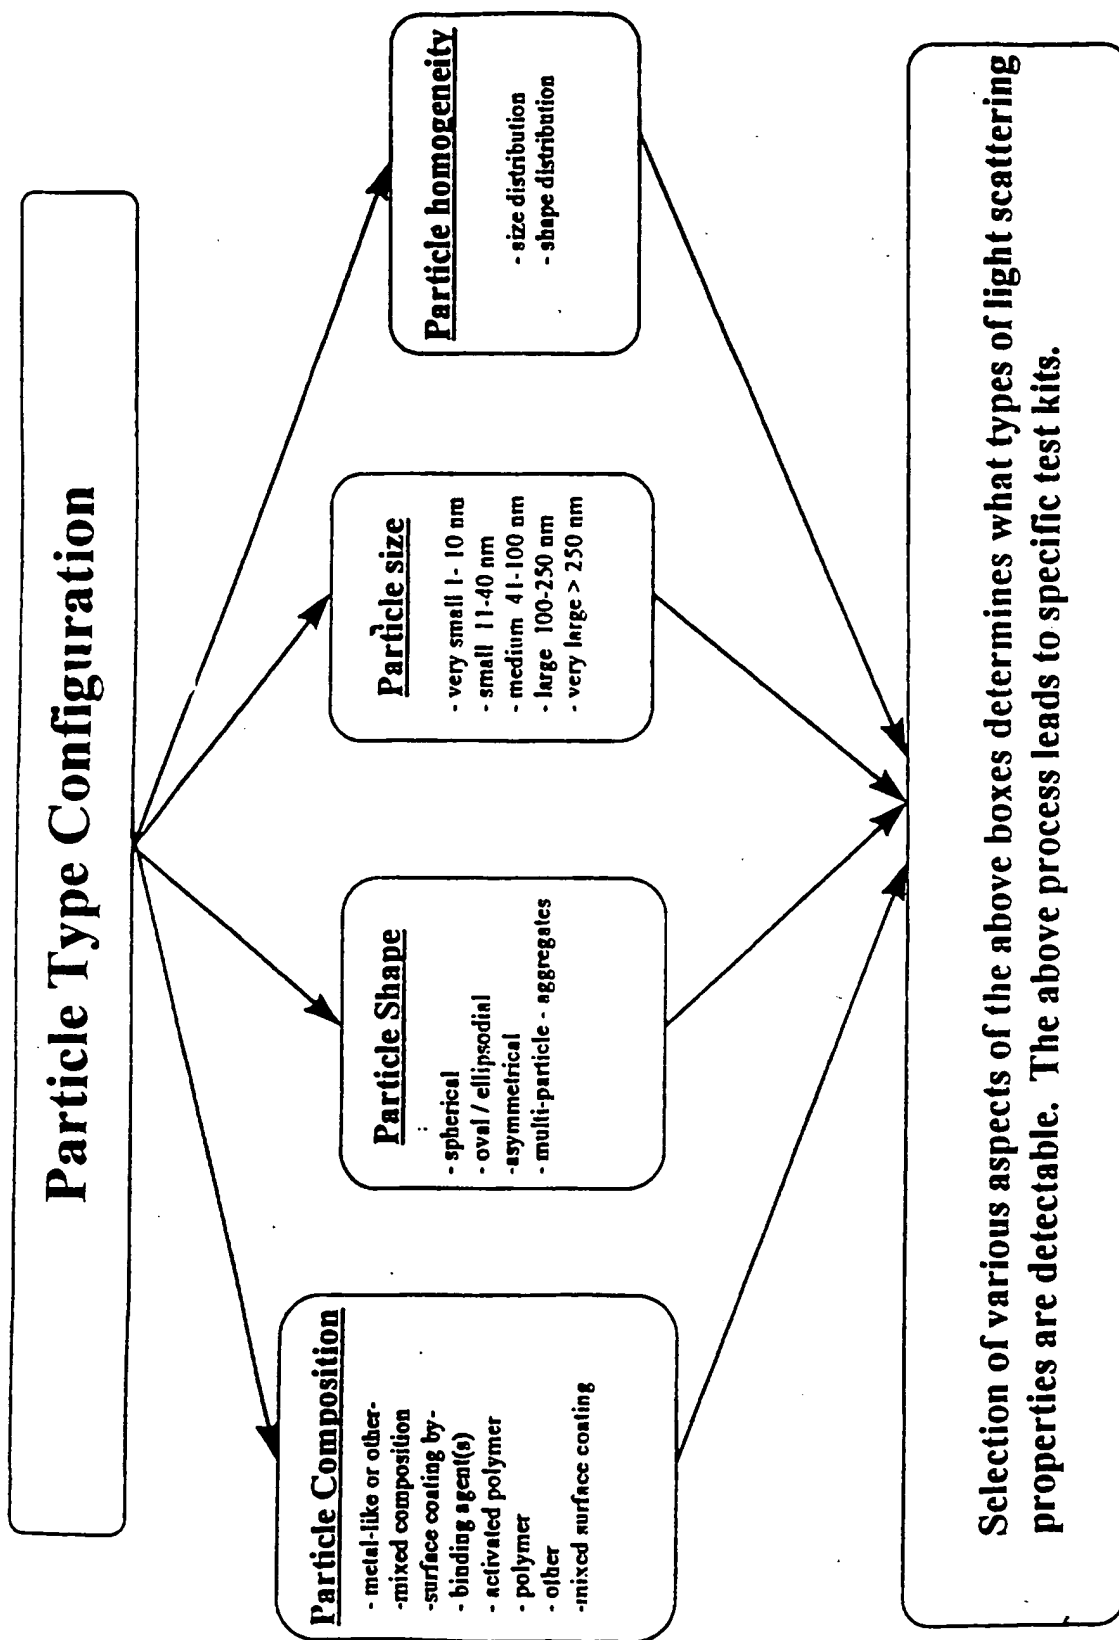 Particle Type Configuration
Particle Composition
- metal-like or other-
-mixed composition
-surface coating by-
- binding agent(s)
- activated polymer
- polymer
- other
-mixed surface coating
Particle Shape
- spherical
- oval / ellipsodial
-asymmetrical
- multi-particle - aggregates
Particle size
- very small 1- 10 nm
- small 11-40 nm
- medium 41-100 nm
- large 100-250 nm
- very large > 250 nm
Particle homogeneity
- size distribution
- shape distribution
Selection of various aspects of the above boxes determines what types of light scattering
properties are detectable. The above process leads to specific test kits.